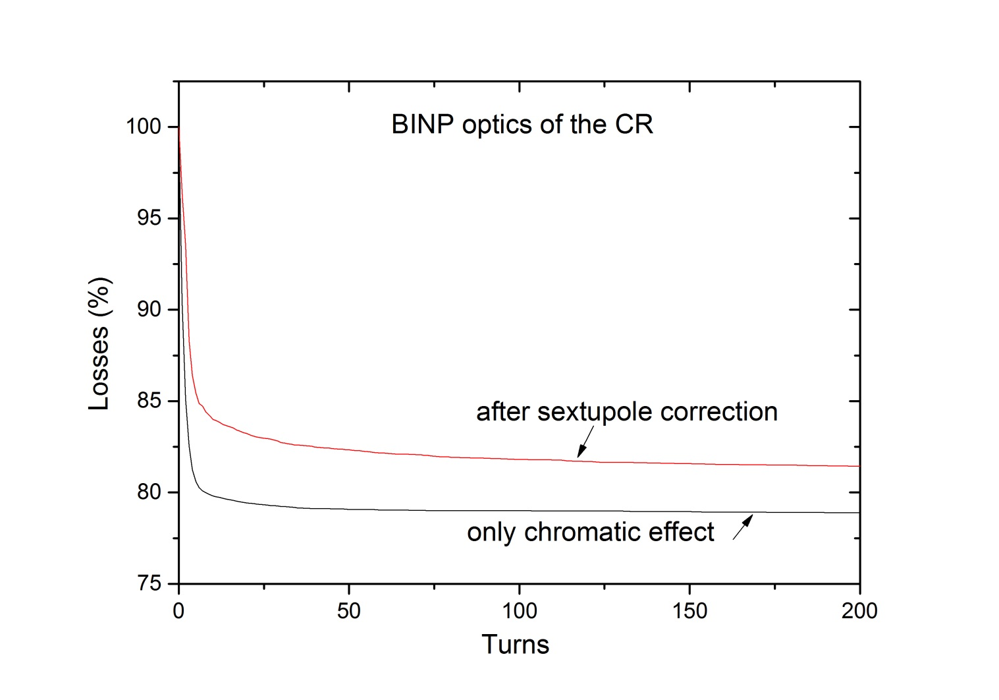 BINP optics of the CR
100
95
90
85
80
75
Losses (%)
after sextupole correction
only chromatic effect
0 50 100 150 200
Turns